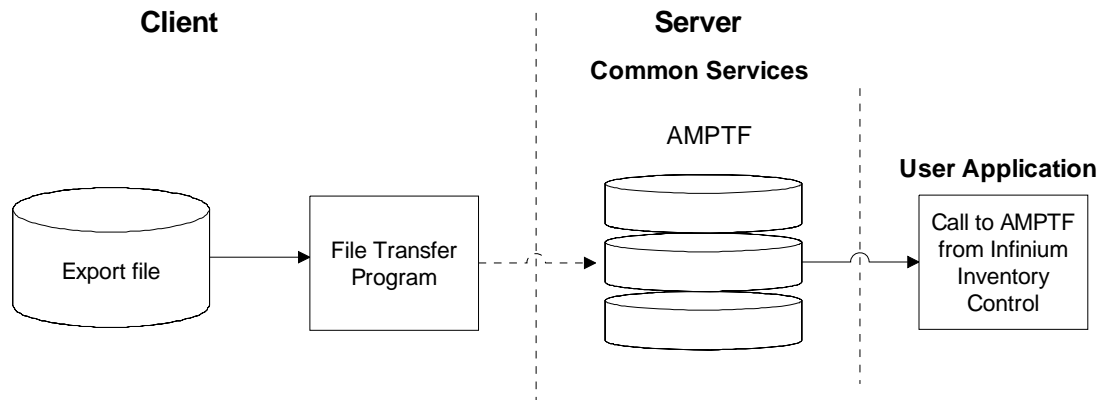 Client
Server
Common Services
AMPTF
User Application
Export file
File Transfer
Program
Call to AMPTF
from Infinium
Inventory
Control